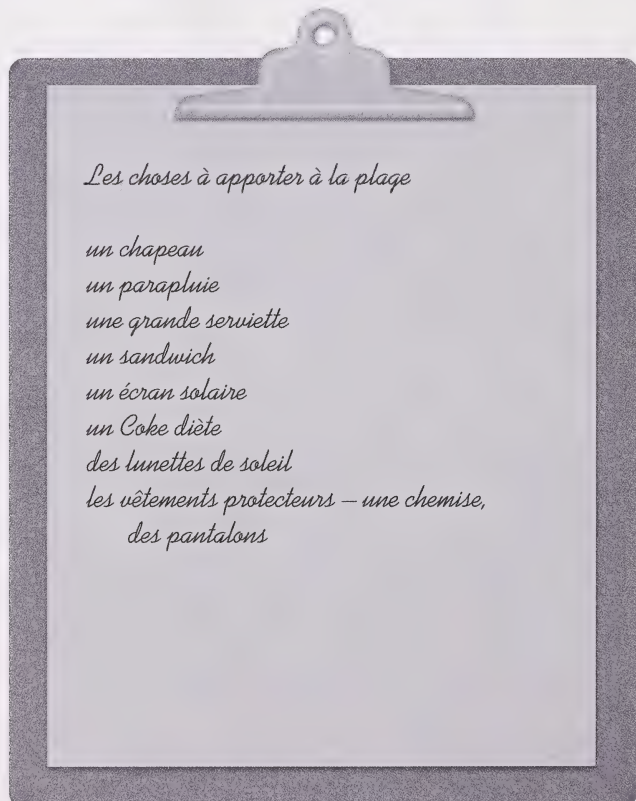 Les choses à apporter à la plage
un chapeau
un parapluie
une grande serviette
un sandwich
un écran solaire
un Coke diète
des lunettes de soleil
les vêtements protecteurs – une chemise,
des pantalons